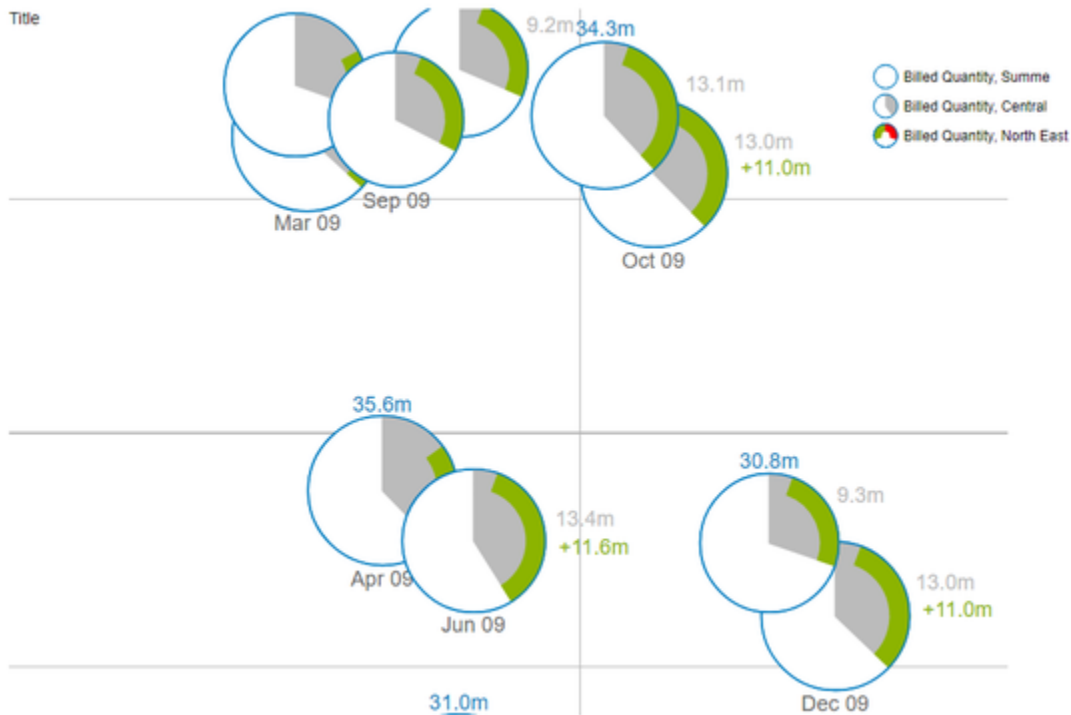 Title
9.2m
34.3m
13.1m
13.0m
+11.0m
Billed Quantity, Summe
Billed Quantity, Central
Billed Quantity, North East
Sep 09
Mar 09
Oct 09
35.6m
13.4m
+11.6m
Apr 09
Jun 09
30.8m
9.3m
13.0m
+11.0m
Dec 09
31.0m